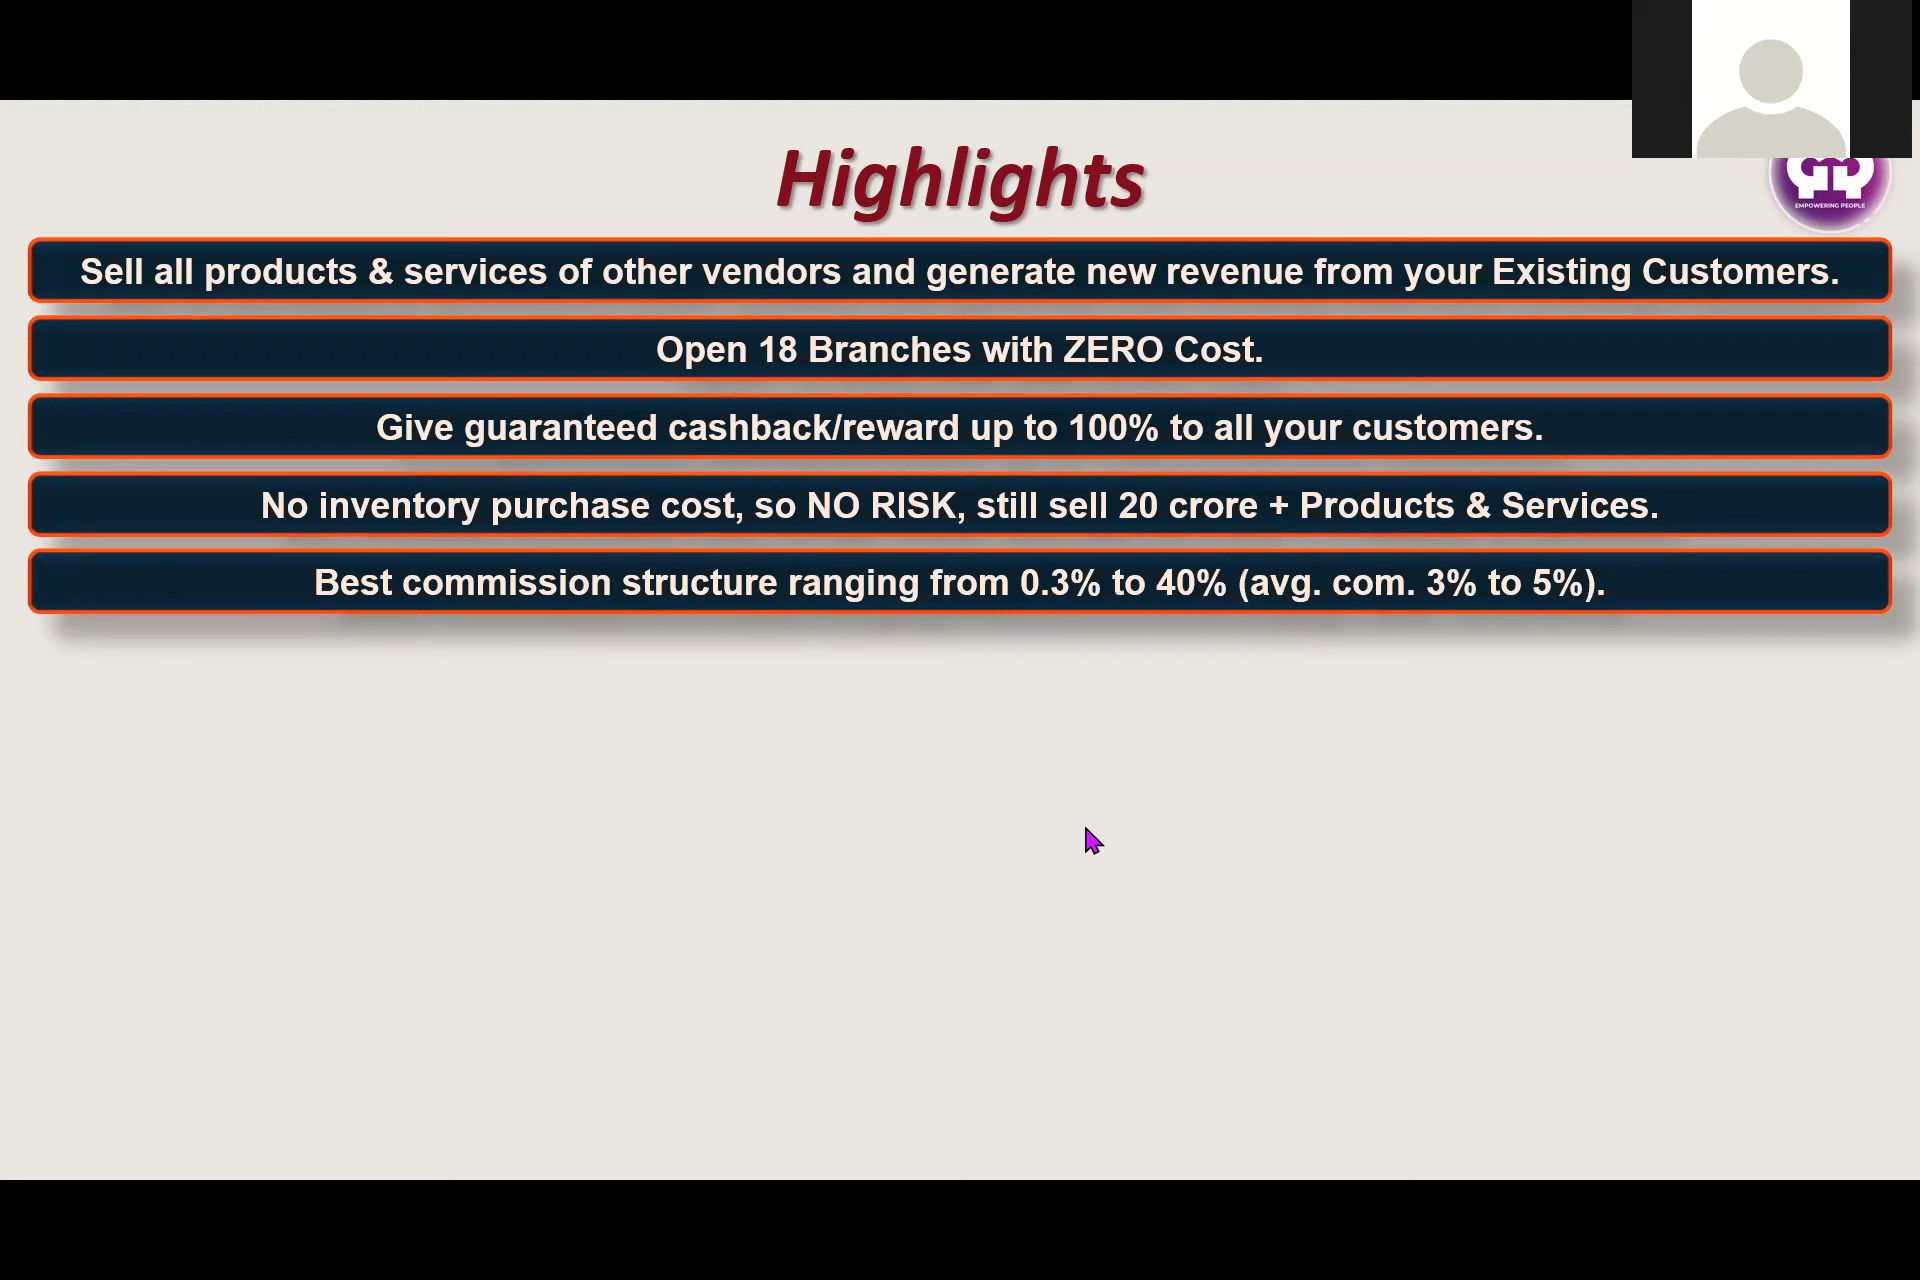 Highlights
EMPOWERING PEOPLE
Sell all products & services of other vendors and generate new revenue from your Existing Customers.
Open 18 Branches with ZERO Cost.
Give guaranteed cashback/reward up to 100% to all your customers.
No inventory purchase cost, so NO RISK, still sell 20 crore + Products & Services.
Best commission structure ranging from 0.3% to 40% (avg. com. 3% to 5%).